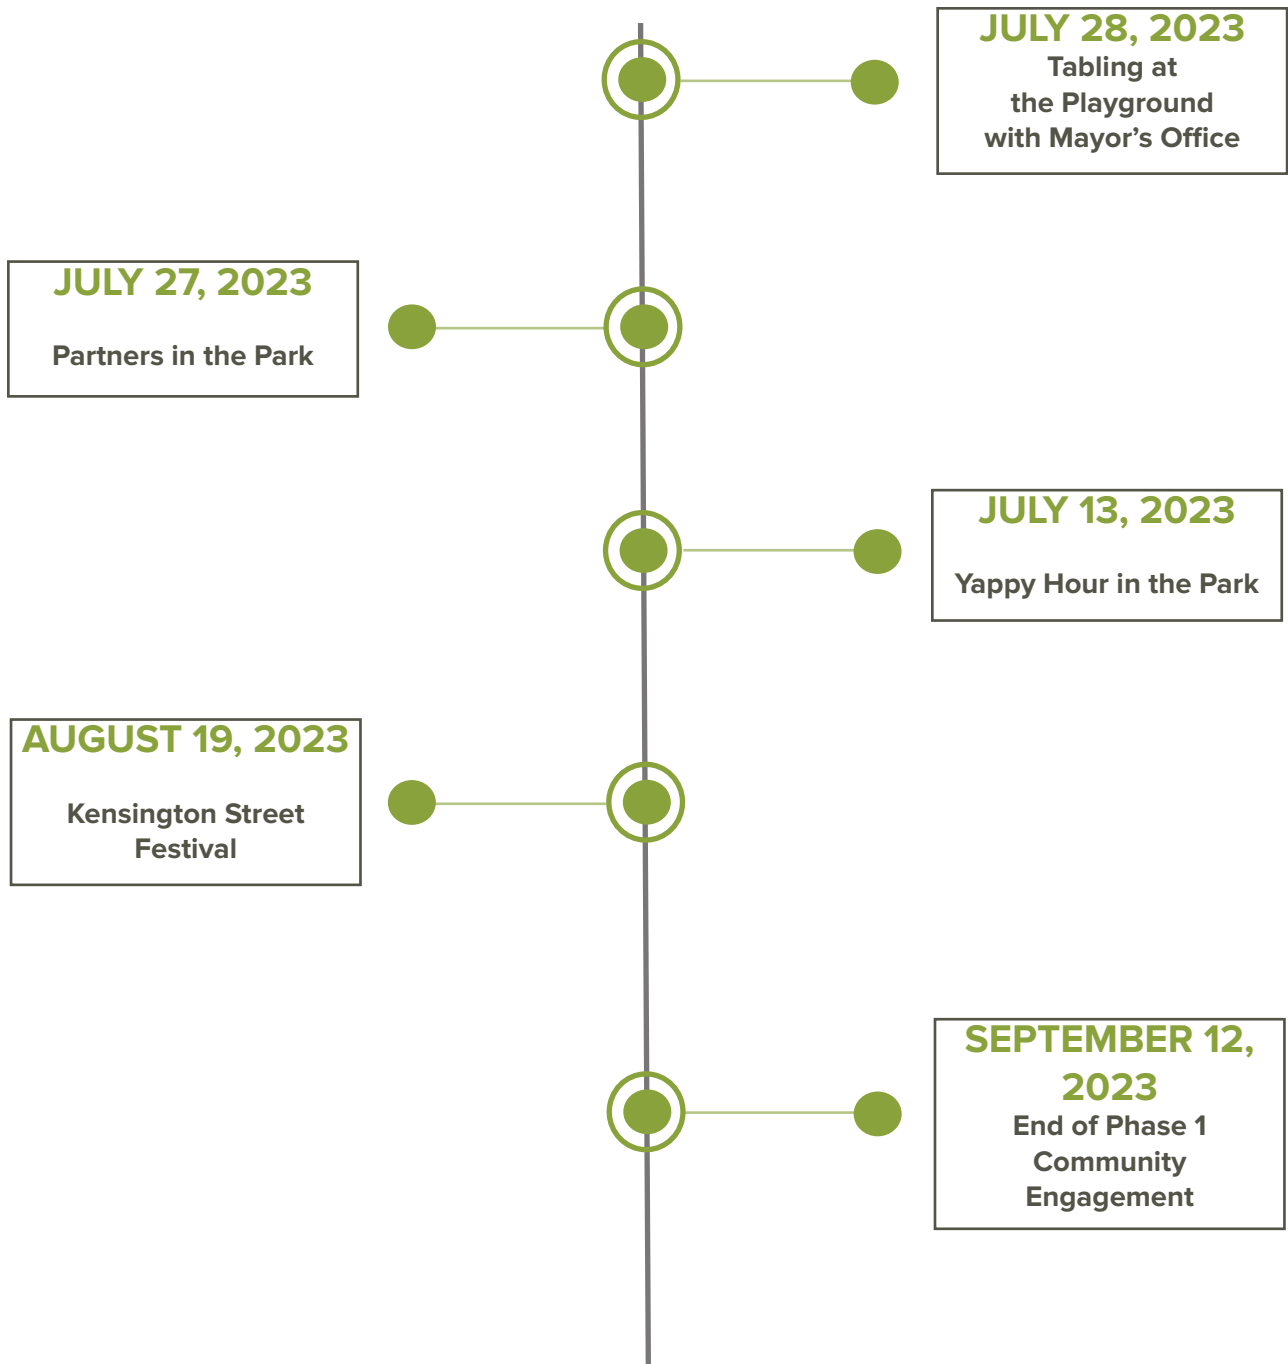 JULY 28, 2023
Tabling at
the Playground
with Mayor’s Office
JULY 27, 2023
Partners in the Park
JULY 13, 2023
Yappy Hour in the Park
AUGUST 19, 2023
Kensington Street
Festival
SEPTEMBER 12,
2023
End of Phase 1
Community
Engagement